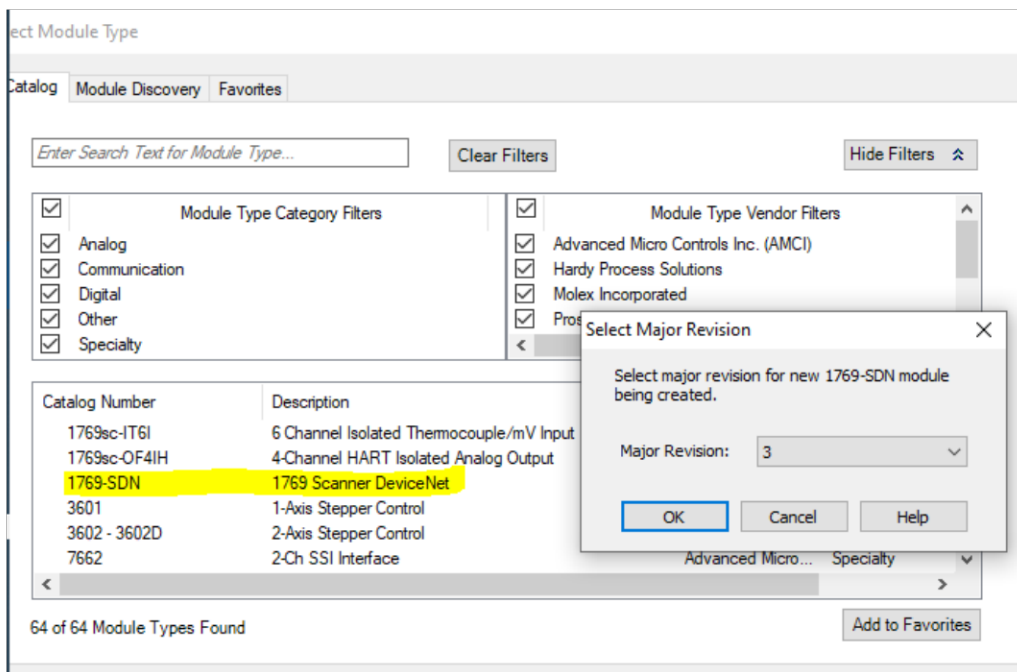 ect Module Type
Catalog Module Discovery Favorites
Enter Search Text for Module Type...
Clear Filters
Hide Filters
Module Type Category Filters
Analog
Communication
Digital
Other
Specialty
Module Type Vendor Filters
Advanced Micro Controls Inc. (AMCI)
Hardy Process Solutions
Molex Incorporated
Pros
Select Major Revision
Select major revision for new 1769-SDN module
being created.
Major Revision: 3
OK Cancel Help
Catalog Number Description
1769sc-IT6I 6 Channel Isolated Thermocouple/mV Input
1769sc-OF4IH 4-Channel HART Isolated Analog Output
1769-SDN 1769 Scanner DeviceNet
3601 1-Axis Stepper Control
3602 - 3602D 2-Axis Stepper Control
7662 2-Ch SSI Interface Advanced Micro... Specialty
64 of 64 Module Types Found
Add to Favorites